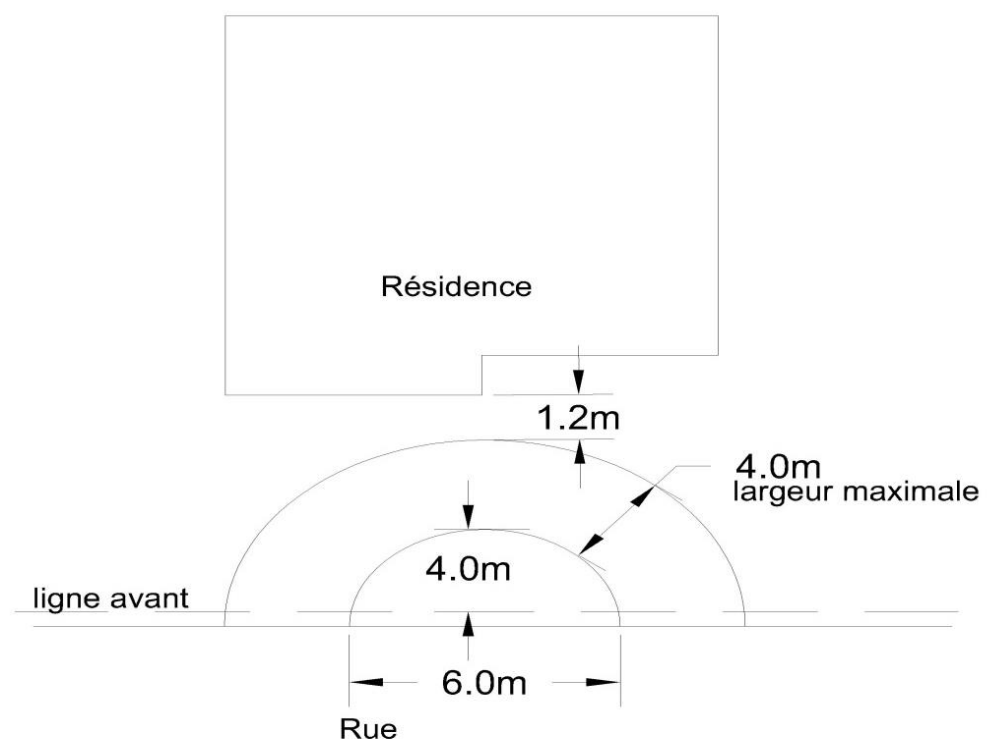 Résidence
1.2m
4.0m
largeur maximale
4.0m
ligne avant
6.0m
Rue